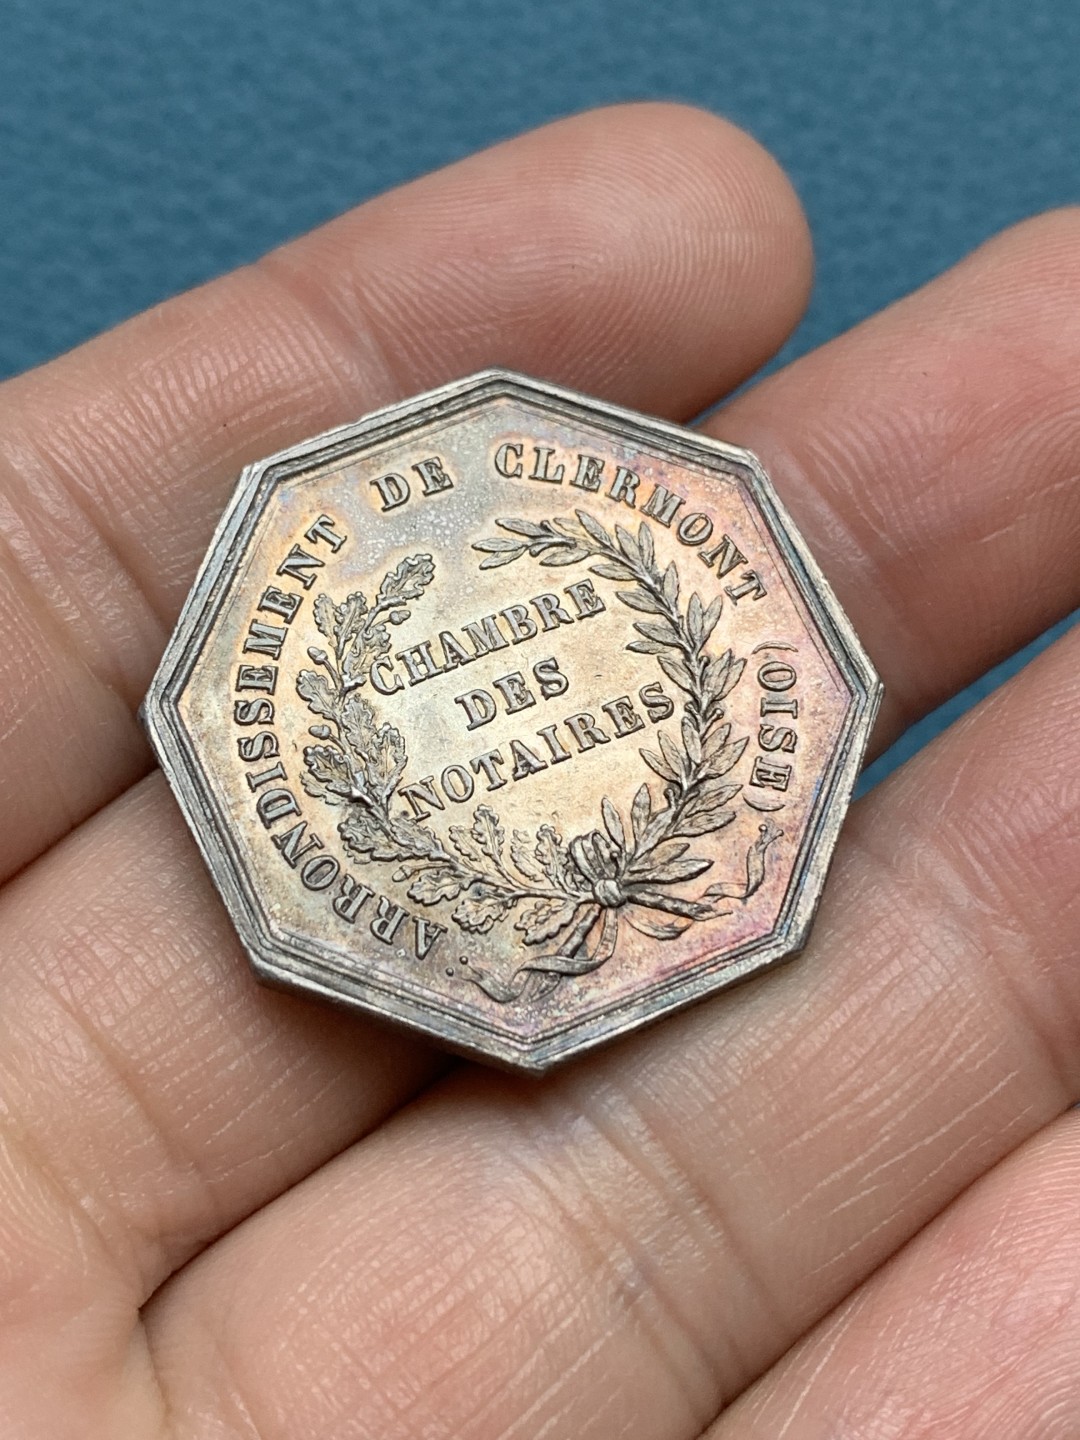 ARRONDISSEMENT DE CLERMONT (OISE)
CHAMBRE
DES
NOTAIRES